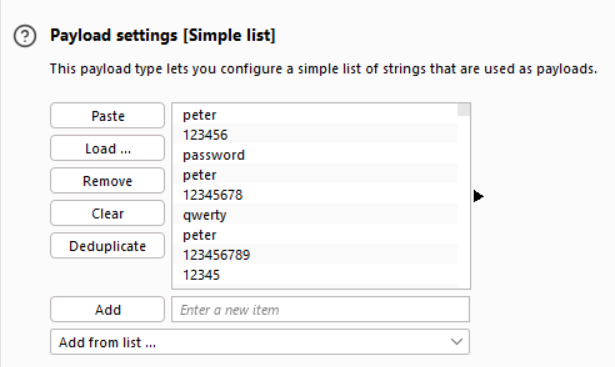 Payload settings [Simple list]
This payload type lets you configure a simple list of strings that are used as payloads.
Paste
Load ...
Remove
Clear
Deduplicate
peter
123456
password
peter
12345678
qwerty
peter
123456789
12345
Add
Enter a new item
Add from list ...